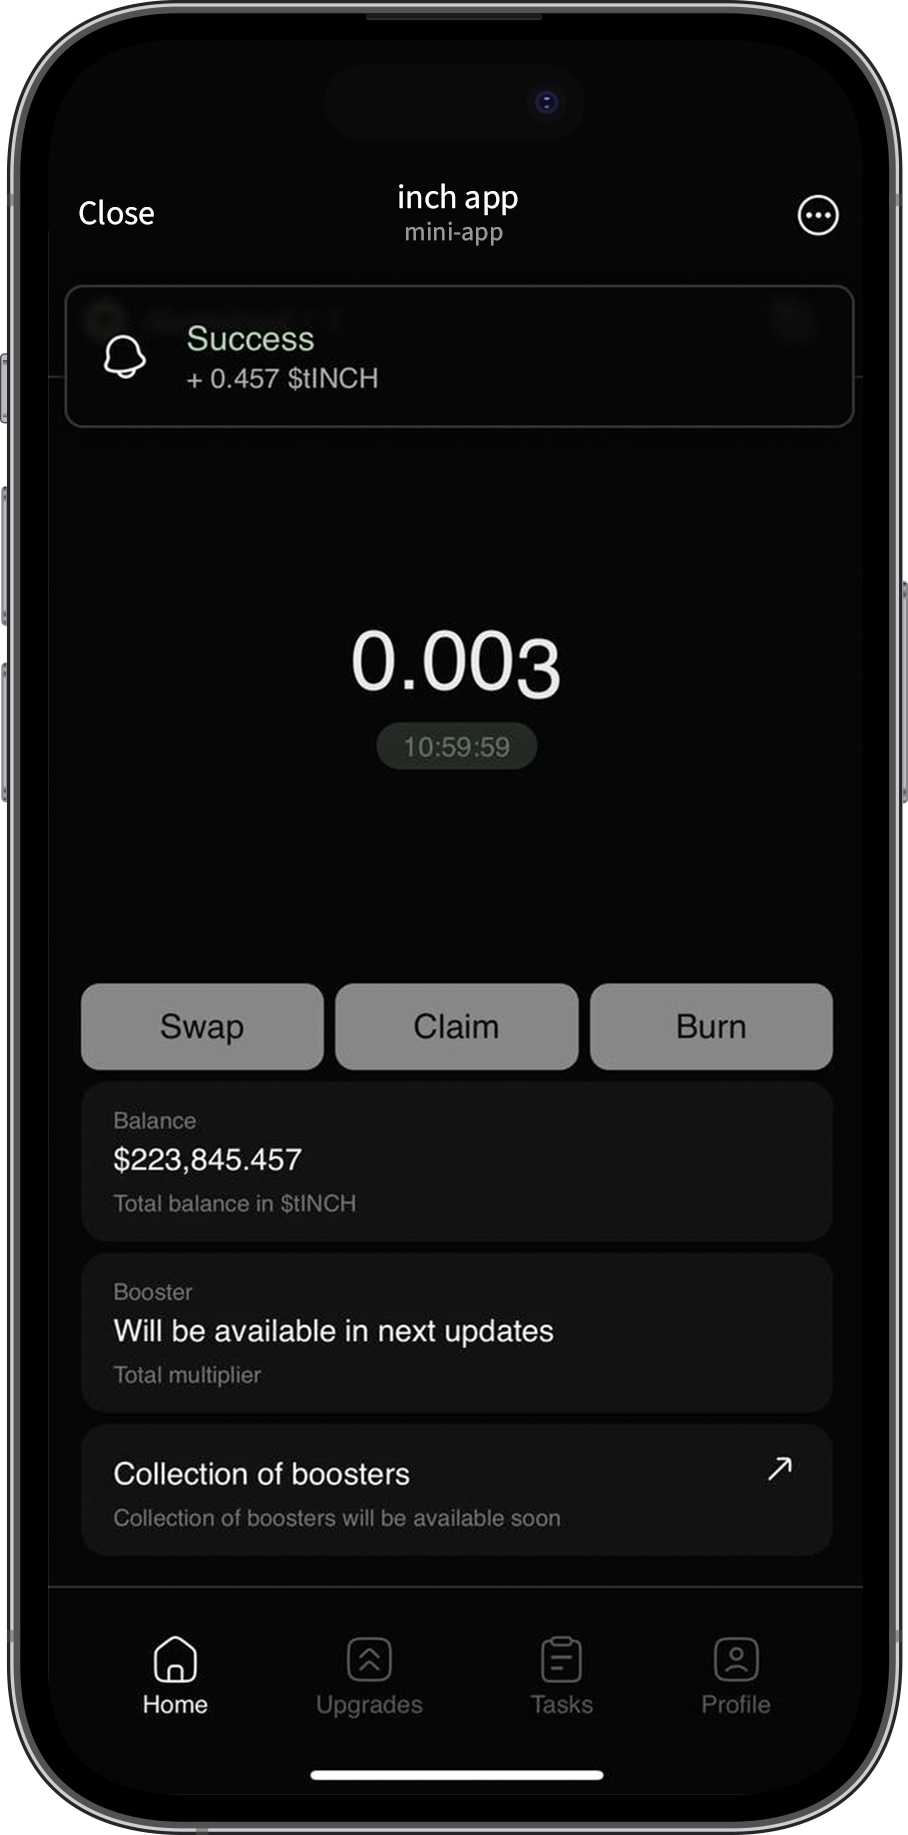 Close
inch app
mini-app
Success
+ 0.457 $tINCH
0.003
10:59:59
Swap
Claim
Burn
Balance
$223,845.457
Total balance in $tINCH
Booster
Will be available in next updates
Total multiplier
Collection of boosters
Collection of boosters will be available soon
Home
Upgrades
Tasks
Profile